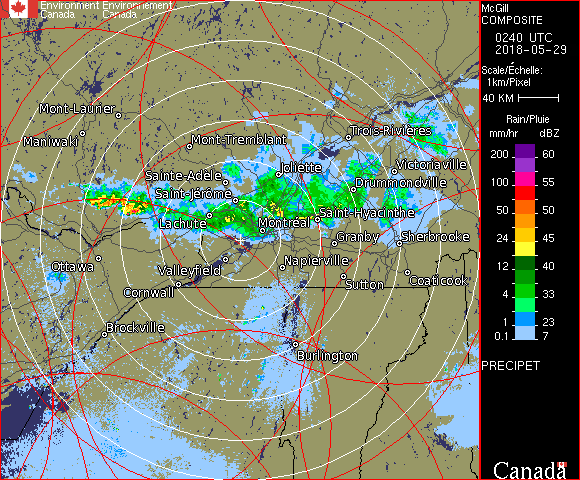 Environment Environnement
Canada Canada
McGill
COMPOSITE
0240 UTC
2018-05-29
Scale/Échelle:
1km/Pixel
40 KM
Rain/Pluie
mm/hr dBZ
200 60
100 55
50 50
24 45
12 40
4 33
1 23
0.1 7
PRECIPET
Canada
Mont-Laurier
Maniwaki
Mont-Tremblant
Trois-Rivières
Joliette
Victoriaville
Sainte-Adèle
Drummondville
Saint-Jérôme
Saint-Hyacinthe
Lachute
Montréal
Granby
Sherbrooke
Ottawa
Valleyfield
Napierville
Cornwall
Sutton
Coaticook
Brockville
Burlington